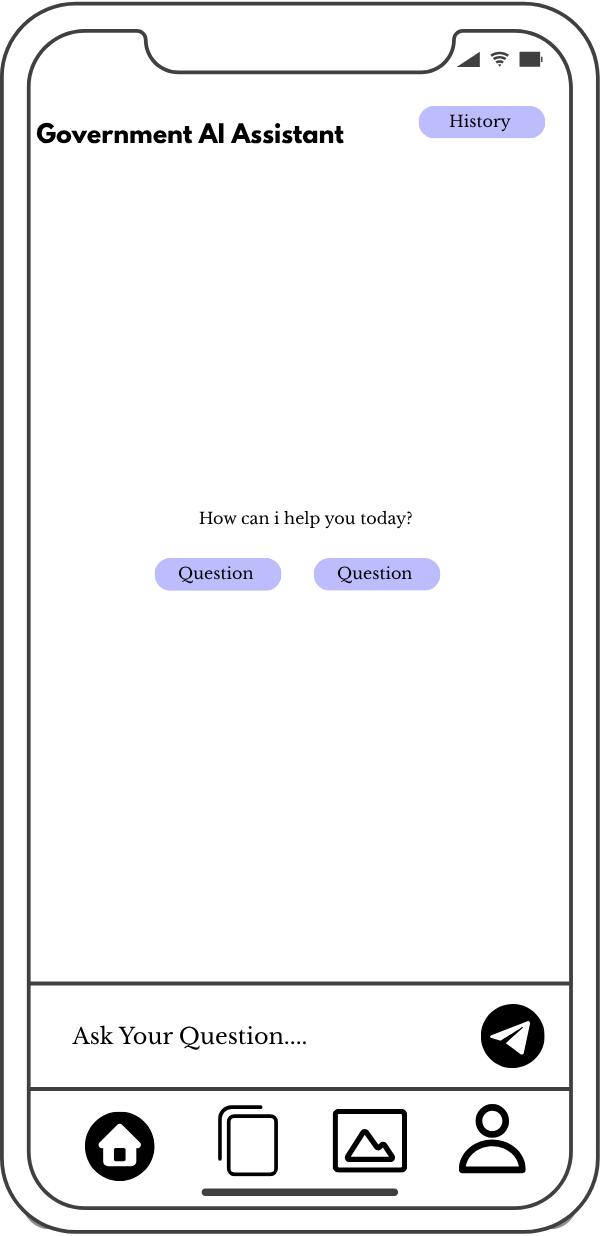 Government AI Assistant
History
How can i help you today?
Question
Question
Ask Your Question....